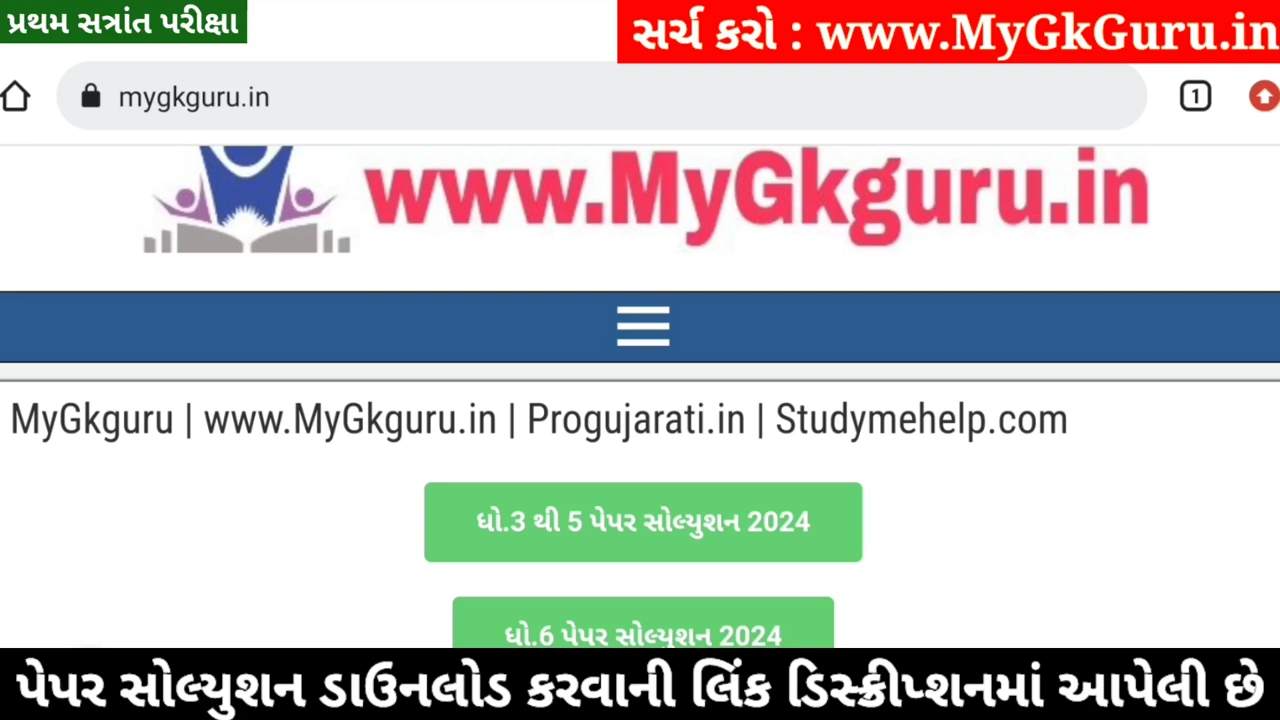 પ્રથમ સત્રાંત પરીક્ષા
સર્ચ કરો : www.MyGkGuru.in
mygkguru.in
1
www.MyGkguru.in
MyGkguru | www.MyGkguru.in | Progujarati.in | Studymehelp.com
ધો.3 થી 5 પેપર સોલ્યુશન 2024
ધો.6 પેપર સોલ્યુશન 2024
પેપર સોલ્યુશન ડાઉનલોડ કરવાની લિંક ડિસ્ક્રીપ્શનમાં આપેલી છે